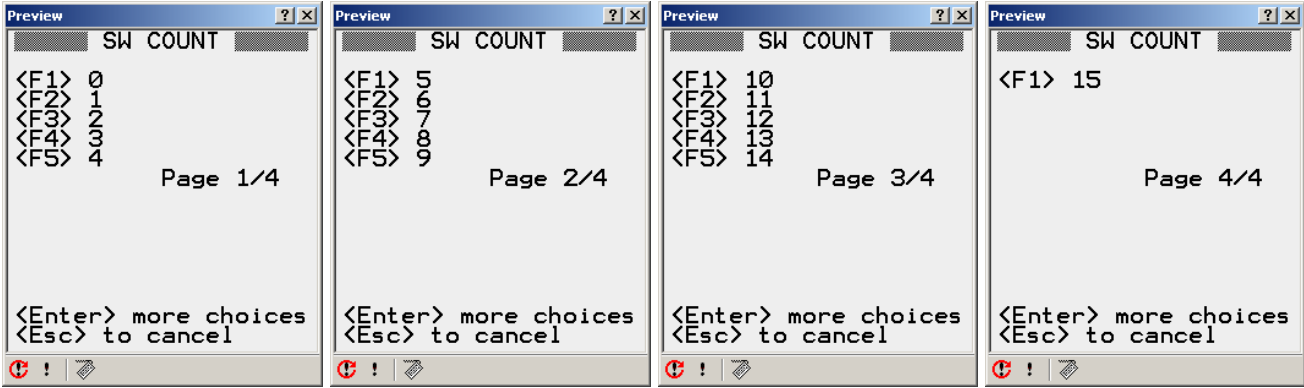 Preview
SW COUNT
<F1> 0
<F2> 1
<F3> 2
<F4> 3
<F5> 4
Page 1/4
<Enter> more choices
<Esc> to cancel
Preview
SW COUNT
<F1> 5
<F2> 6
<F3> 7
<F4> 8
<F5> 9
Page 2/4
<Enter> more choices
<Esc> to cancel
Preview
SW COUNT
<F1> 10
<F2> 11
<F3> 12
<F4> 13
<F5> 14
Page 3/4
<Enter> more choices
<Esc> to cancel
Preview
SW COUNT
<F1> 15
Page 4/4
<Enter> more choices
<Esc> to cancel